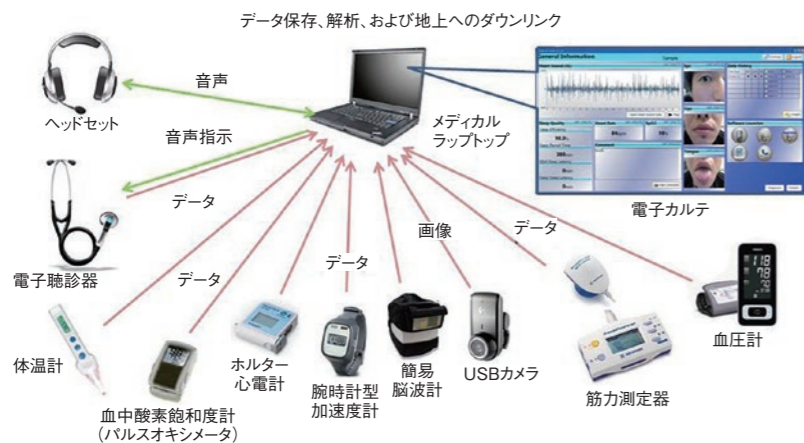 データ保存、解析、および地上へのダウンリンク
音声
ヘッドセット
音声指示
メディカル
ラップトップ
General Information
Sample
電子カルテ
データ
電子聴診器
データ
データ
画像
データ
体温計
血中酸素飽和度計
（パルスオキシメータ）
ホルター
心電計
腕時計型
加速度計
簡易
脳波計
USBカメラ
筋力測定器
血圧計
118
78
70